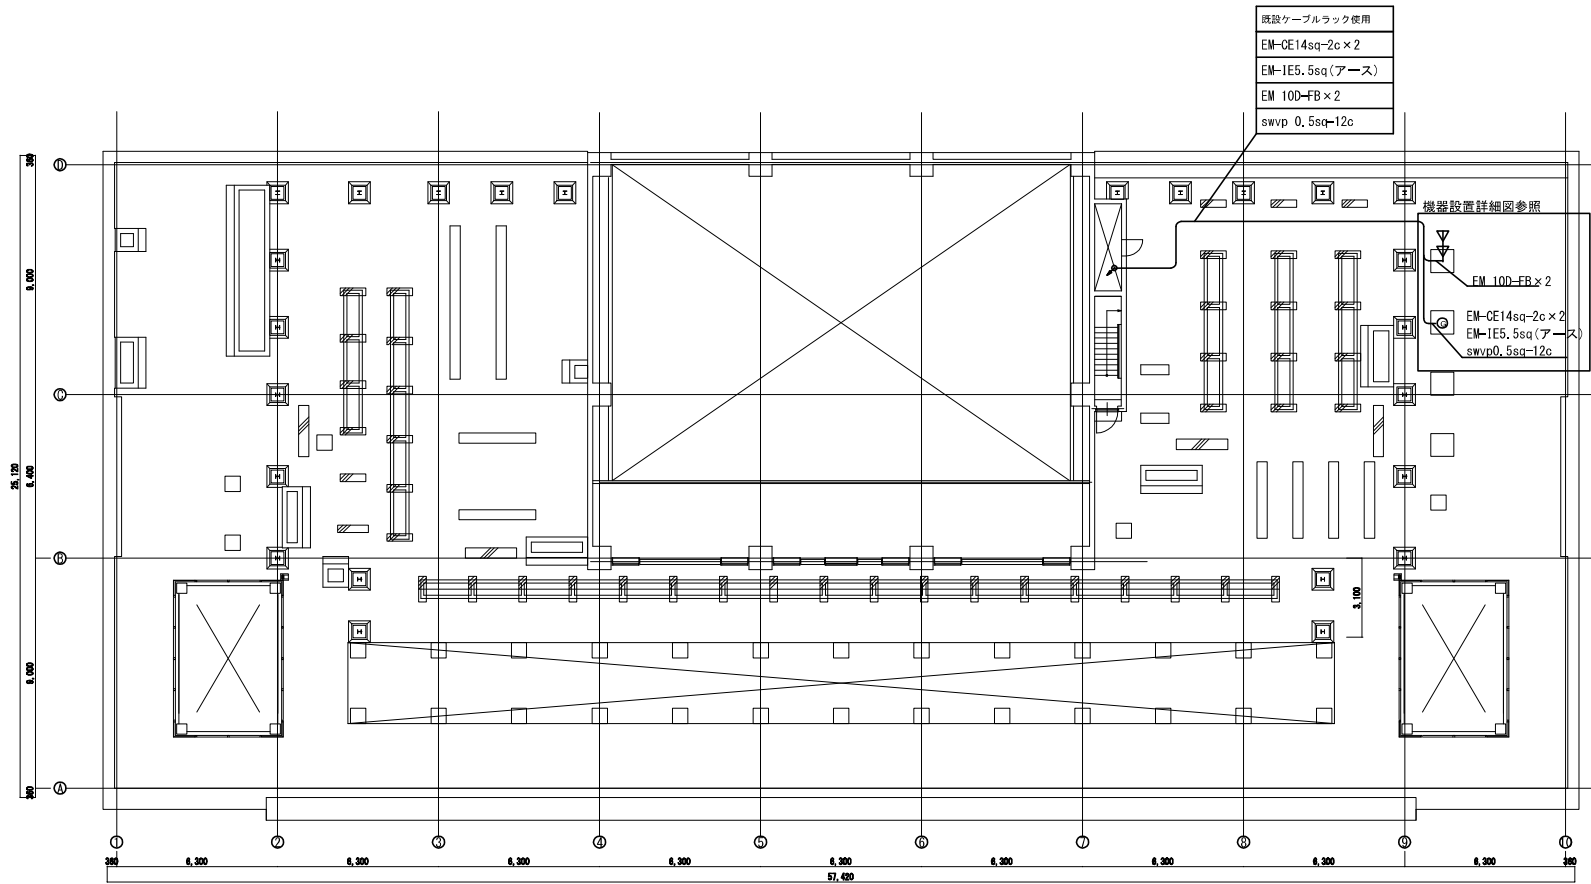 既設ケーブルラック使用
EM-CE14sq-2c×2
EM-IE5.5sq(アース)
EM 10D-FB×2
swvp 0.5sq-12c
機器設置詳細図参照
EM 10D-FB×2
EM-CE14sq-2c×2
EM-IE5.5sq(アース)
swvp0.5sq-12c
G
D
C
B
A
360
9,000
6,400
25,120
9,000
360
3,100
1 2 3 4 5 6 7 8 9 10
360 6,300 6,300 6,300 6,300 6,300 6,300 6,300 6,300 6,300 360
57,420